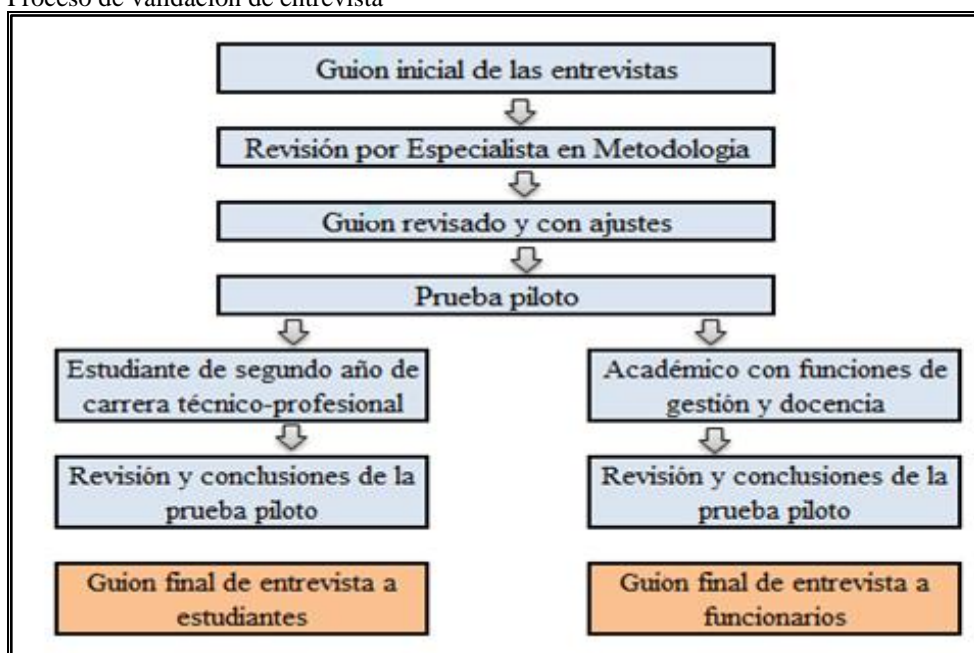 Proceso de validación de entrevista
Guion inicial de las entrevistas
Revisión por Especialista en Metodologia
Guion revisado y con ajustes
Prueba piloto
Estudiante de segundo año de
carrera técnico-profesional
Académico con funciones de
gestión y docencia
Revisión y conclusiones de la
prueba piloto
Revisión y conclusiones de la
prueba piloto
Guion final de entrevista a
estudiantes
Guion final de entrevista a
funcionarios